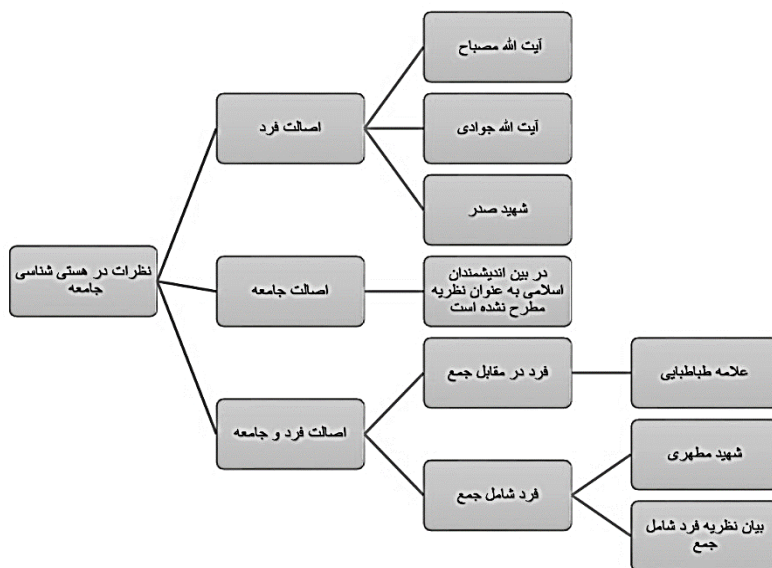 نظرات در هستی شناسی
جامعه
اصالت فرد
آیت الله مصباح
آیت الله جوادی
شهید صدر
اصالت جامعه
در بین اندیشمندان
اسلامی به عنوان نظریه
مطرح نشده است
اصالت فرد و جامعه
فرد در مقابل جمع
علامه طباطبایی
فرد شامل جمع
شهید مطهری
بیان نظریه فرد شامل
جمع